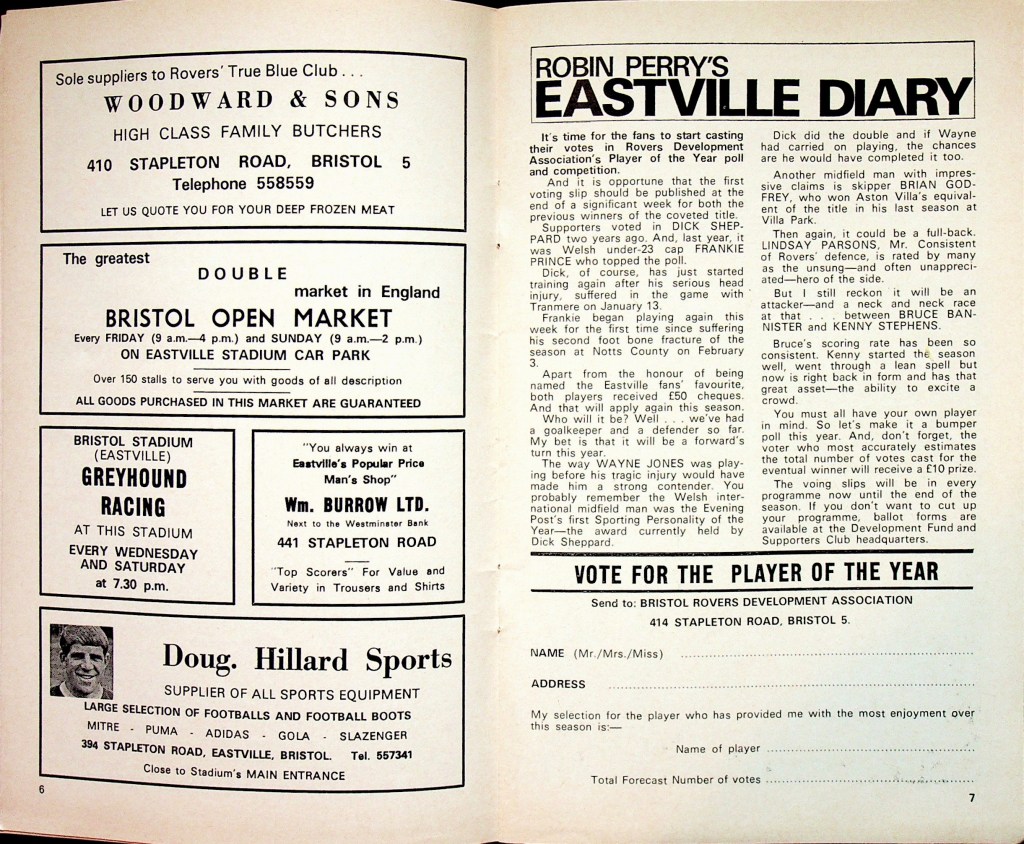 Sole suppliers to Rovers' True Blue Club . . .
WOODWARD & SONS
HIGH CLASS FAMILY BUTCHERS
410 STAPLETON ROAD, BRISTOL 5
Telephone 558559
LET US QUOTE YOU FOR YOUR DEEP FROZEN MEAT
The greatest
DOUBLE
market in England
BRISTOL OPEN MARKET
Every FRIDAY (9 a.m.—4 p.m.) and SUNDAY (9 a.m.—2 p.m.)
ON EASTVILLE STADIUM CAR PARK
Over 150 stalls to serve you with goods of all description
ALL GOODS PURCHASED IN THIS MARKET ARE GUARANTEED
BRISTOL STADIUM
(EASTVILLE)
GREYHOUND
RACING
AT THIS STADIUM
EVERY WEDNESDAY
AND SATURDAY
at 7.30 p.m.
"You always win at
Eastville's Popular Price
Man's Shop"
Wm. BURROW LTD.
Next to the Westminster Bank
441 STAPLETON ROAD
"Top Scorers" For Value and
Variety in Trousers and Shirts
Doug. Hillard Sports
SUPPLIER OF ALL SPORTS EQUIPMENT
LARGE SELECTION OF FOOTBALLS AND FOOTBALL BOOTS
MITRE - PUMA - ADIDAS - GOLA - SLAZENGER
394 STAPLETON ROAD, EASTVILLE, BRISTOL. Tel. 557341
Close to Stadium's MAIN ENTRANCE
6
ROBIN PERRY'S
EASTVILLE DIARY
It's time for the fans to start casting
their votes in Rovers Development
Association's Player of the Year poll
and competition.
And it is opportune that the first
voting slip should be published at the
end of a significant week for both the
previous winners of the coveted title.
Supporters voted in DICK SHEP-
PARD two years ago. And, last year, it
was Welsh under-23 cap FRANKIE
PRINCE who topped the poll.
Dick, of course, has just started
training again after his serious head
injury, suffered in the game with
Tranmere on January 13.
Frankie began playing again this
week for the first time since suffering
his second foot bone fracture of the
season at Notts County on February
3.
Apart from the honour of being
named the Eastville fans' favourite,
both players received £50 cheques.
And that will apply again this season.
Who will it be? Well . . . we've had
a goalkeeper and a defender so far.
My bet is that it will be a forward's
turn this year.
The way WAYNE JONES was play-
ing before his tragic injury would have
made him a strong contender. You
probably remember the Welsh inter-
national midfield man was the Evening
Post's first Sporting Personality of the
Year—the award currently held by
Dick Sheppard.
Dick did the double and if Wayne
had carried on playing, the chances
are he would have completed it too.
Another midfield man with impres-
sive claims is skipper BRIAN GOD-
FREY, who won Aston Villa's equival-
ent of the title in his last season at
Villa Park.
Then again, it could be a full-back.
LINDSAY PARSONS, Mr. Consistent
of Rovers' defence, is rated by many
as the unsung—and often unappreci-
ated—hero of the side.
But I still reckon it will be an
attacker—and a neck and neck race
at that . . . between BRUCE BAN-
NISTER and KENNY STEPHENS.
Bruce's scoring rate has been so
consistent. Kenny started the season
well, went through a lean spell but
now is right back in form and has that
great asset—the ability to excite a
crowd.
You must all have your own player
in mind. So let's make it a bumper
poll this year. And, don't forget, the
voter who most accurately estimates
the total number of votes cast for the
eventual winner will receive a £10 prize.
The voing slips will be in every
programme now until the end of the
season. If you don't want to cut up
your programme, ballot forms are
available at the Development Fund and
Supporters Club headquarters.
VOTE FOR THE PLAYER OF THE YEAR
Send to: BRISTOL ROVERS DEVELOPMENT ASSOCIATION
414 STAPLETON ROAD, BRISTOL 5.
NAME (Mr./Mrs./Miss) ..........
ADDRESS ..........
My selection for the player who has provided me with the most enjoyment over
this season is:—
Name of player ..........
Total Forecast Number of votes ..........
7